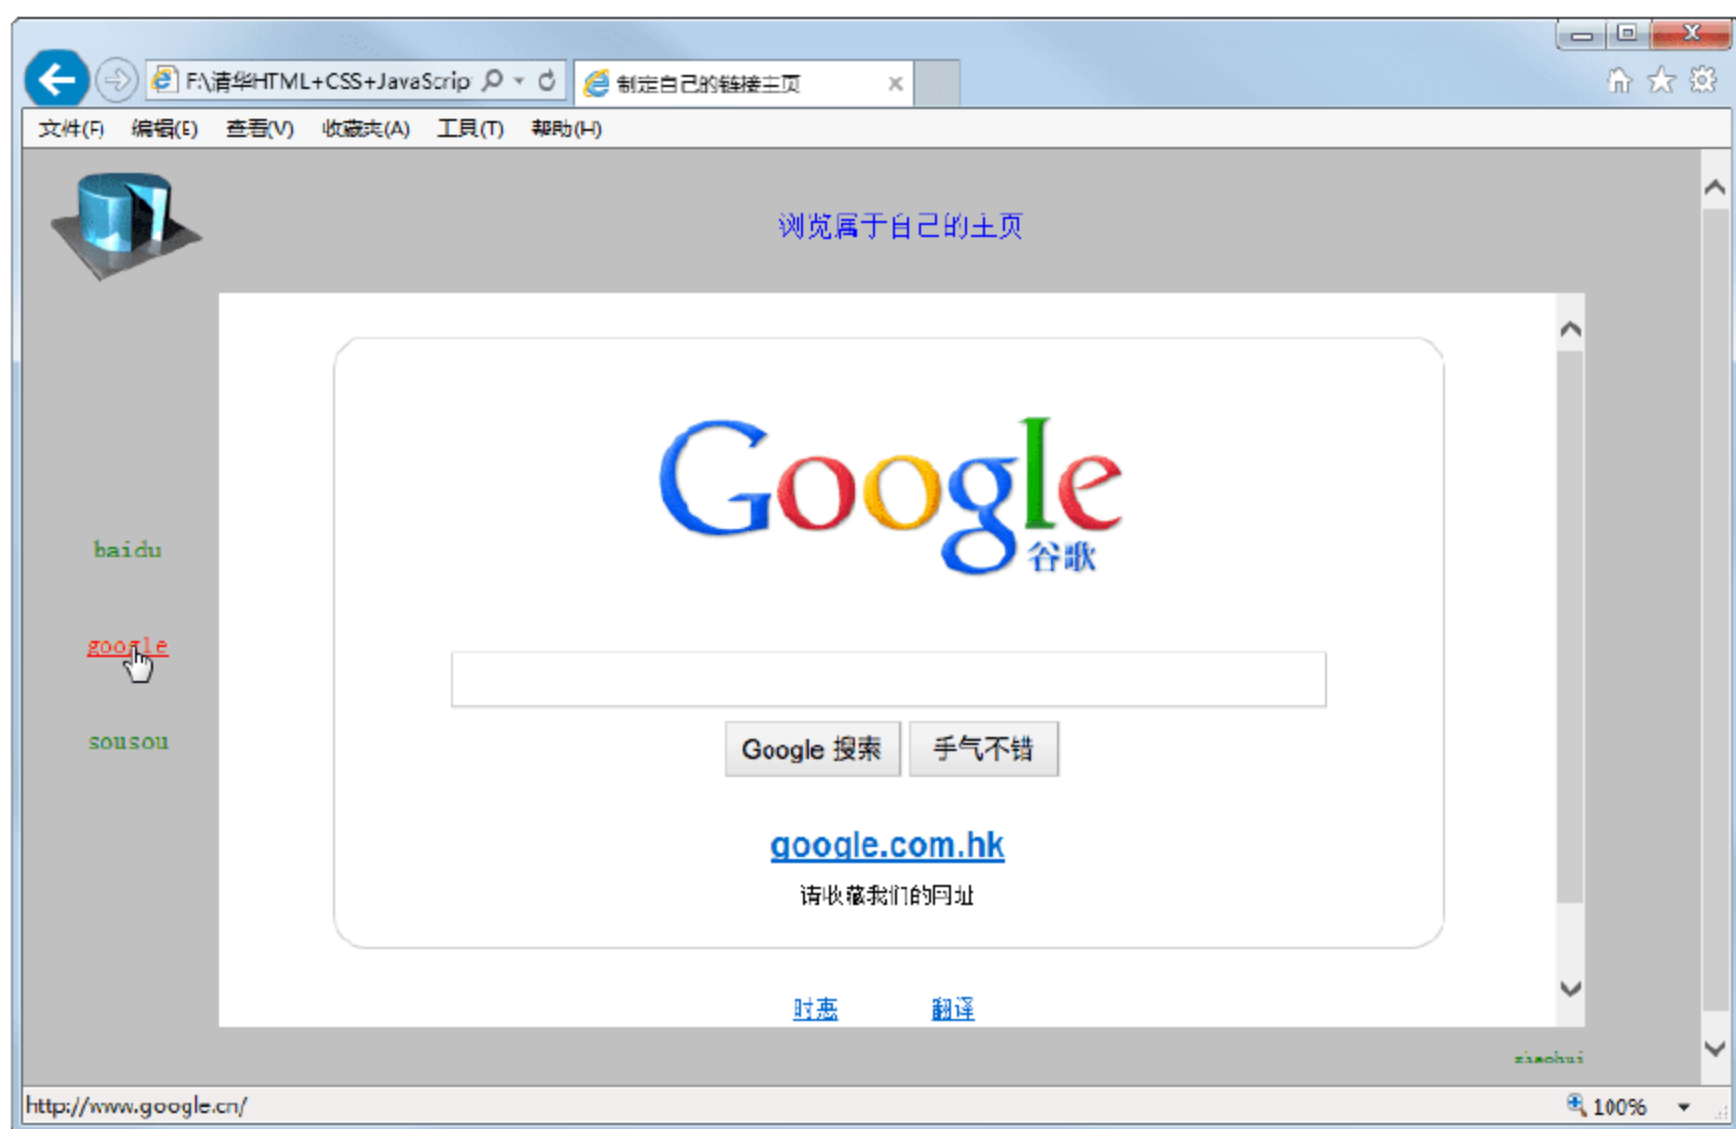 F:\清华HTML+CSS+JavaScrip
制定自己的链接主页
文件(F) 编辑(E) 查看(V) 收藏夹(A) 工具(T) 帮助(H)
浏览属于自己的主页
Google
谷歌
baidu
google
sousou
Google 搜索 手气不错
google.com.hk
请收藏我们的网址
翻译
xiaohui
http://www.google.cn/
100%